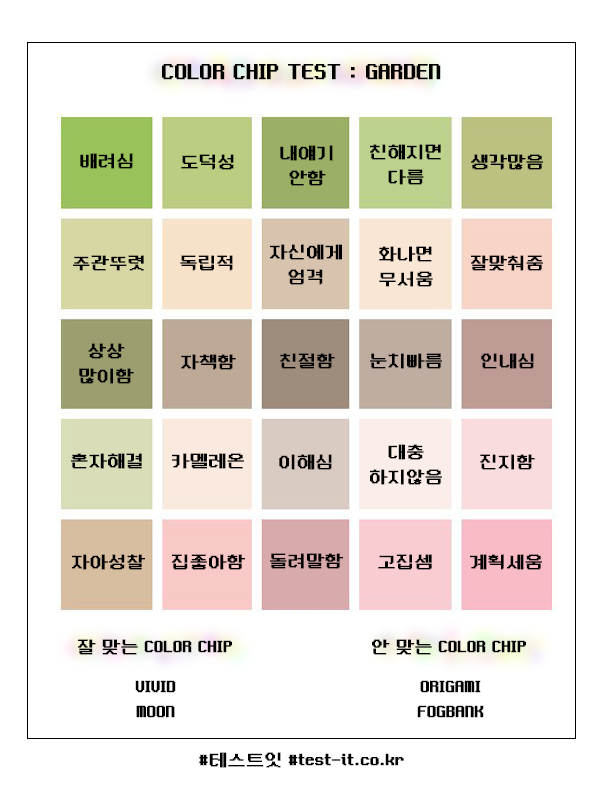 COLOR CHIP TEST : GARDEN
배려심
도덕성
내얘기
안함
친해지면
다름
생각많음
주관뚜렷
독립적
자신에게
엄격
화나면
무서움
잘맞춰줌
상상
많이함
자책함
친절함
눈치빠름
인내심
혼자해결
카멜레온
이해심
대충
하지않음
진지함
자아성찰
집좋아함
돌려말함
고집셈
계획세움
잘 맞는 COLOR CHIP
안 맞는 COLOR CHIP
VIVID
ORIGAMI
MOON
FOGBANK
#테스트잇 #test-it.co.kr